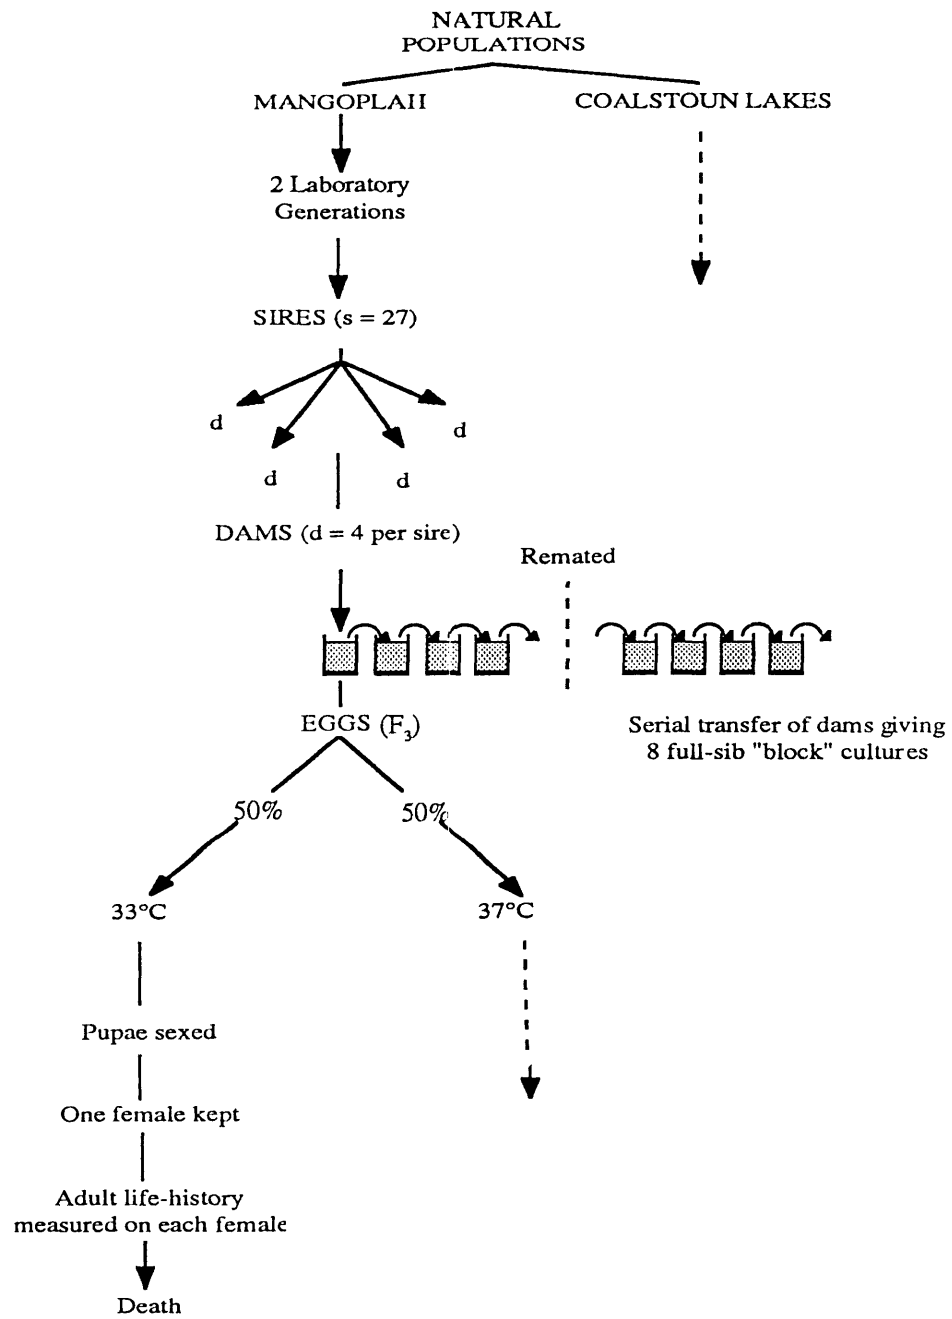 NATURAL
POPULATIONS
MANGOPLAH
COALSTOUN LAKES
2 Laboratory
Generations
SIRES (s = 27)
d
d
d
d
DAMS (d = 4 per sire)
Remated
EGGS (F₃)
Serial transfer of dams giving
8 full-sib "block" cultures
50%
50%
33°C
37°C
Pupae sexed
One female kept
Adult life-history
measured on each female
Death